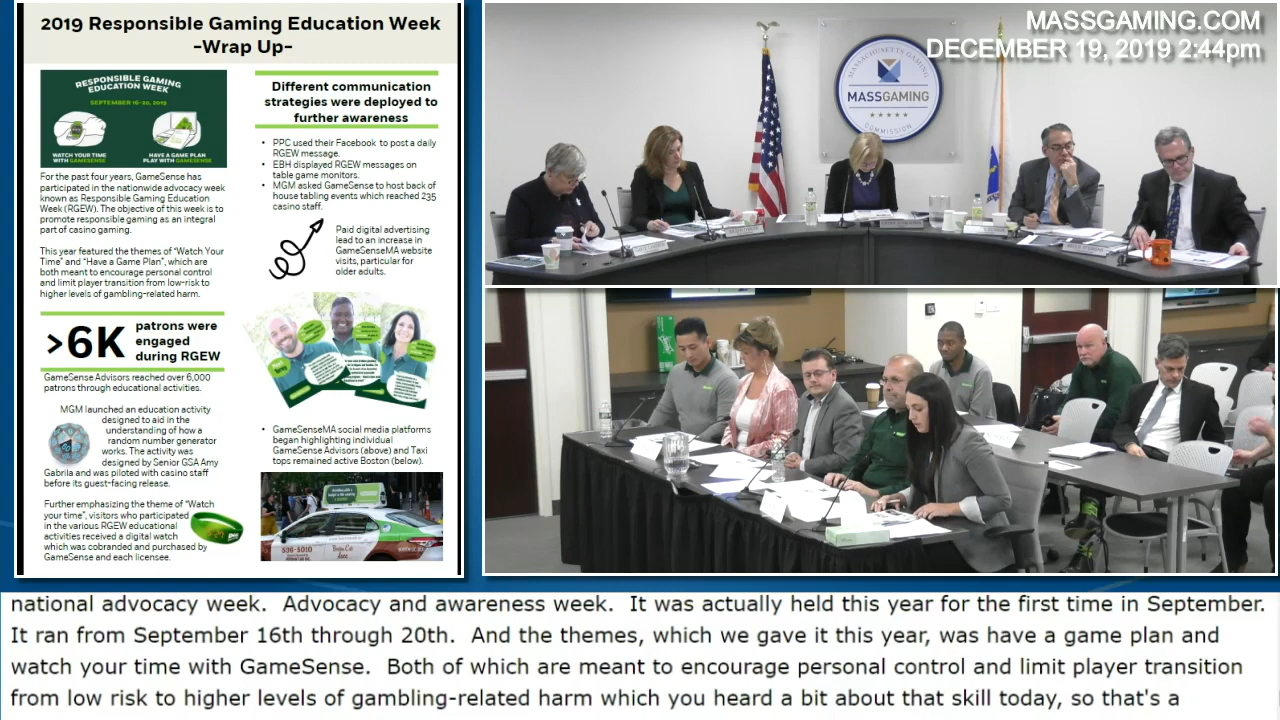 2019 Responsible Gaming Education Week
-Wrap Up-
RESPONSIBLE GAMING
EDUCATION WEEK
SEPTEMBER 16-20, 2019
WATCH YOUR TIME
WITH GAMESENSE
HAVE A GAME PLAN
PLAY WITH GAMESENSE
For the past four years, GameSense has
participated in the nationwide advocacy week
known as Responsible Gaming Education
Week (RGEW). The objective of this week is to
promote responsible gaming as an integral
part of casino gaming.
This year featured the themes of "Watch Your
Time" and "Have a Game Plan", which are
both meant to encourage personal control
and limit player transition from low-risk to
higher levels of gambling-related harm.
>6K
patrons were
engaged
during RGEW
GameSense Advisors reached over 6,000
patrons through educational activities.
MGM launched an education activity
designed to aid in the
understanding of how a
random number generator
works. The activity was
designed by Senior GSA Amy
Gabrila and was piloted with casino staff
before its guest-facing release.
Further emphasizing the theme of "Watch
your time", visitors who participated
in the various RGEW educational
activities received a digital watch
which was cobranded and purchased by
GameSense and each licensee.
Different communication
strategies were deployed to
further awareness
• PPC used their Facebook to post a daily
RGEW message.
• EBH displayed RGEW messages on
table game monitors.
• MGM asked GameSense to host back of
house tabling events which reached 235
casino staff.
Paid digital advertising
lead to an increase in
GameSenseMA website
visits, particular for
older adults.
• GameSenseMA social media platforms
began highlighting individual
GameSense Advisors (above) and Taxi
tops remained active Boston (below).
536-5010
MASSGAMING.COM
DECEMBER 19, 2019 2:44pm
MASSACHUSETTS GAMING
MASSGAMING
COMMISSION
national advocacy week.  Advocacy and awareness week.  It was actually held this year for the first time in September.
It ran from September 16th through 20th.  And the themes, which we gave it this year, was have a game plan and
watch your time with GameSense.  Both of which are meant to encourage personal control and limit player transition
from low risk to higher levels of gambling-related harm which you heard a bit about that skill today, so that's a